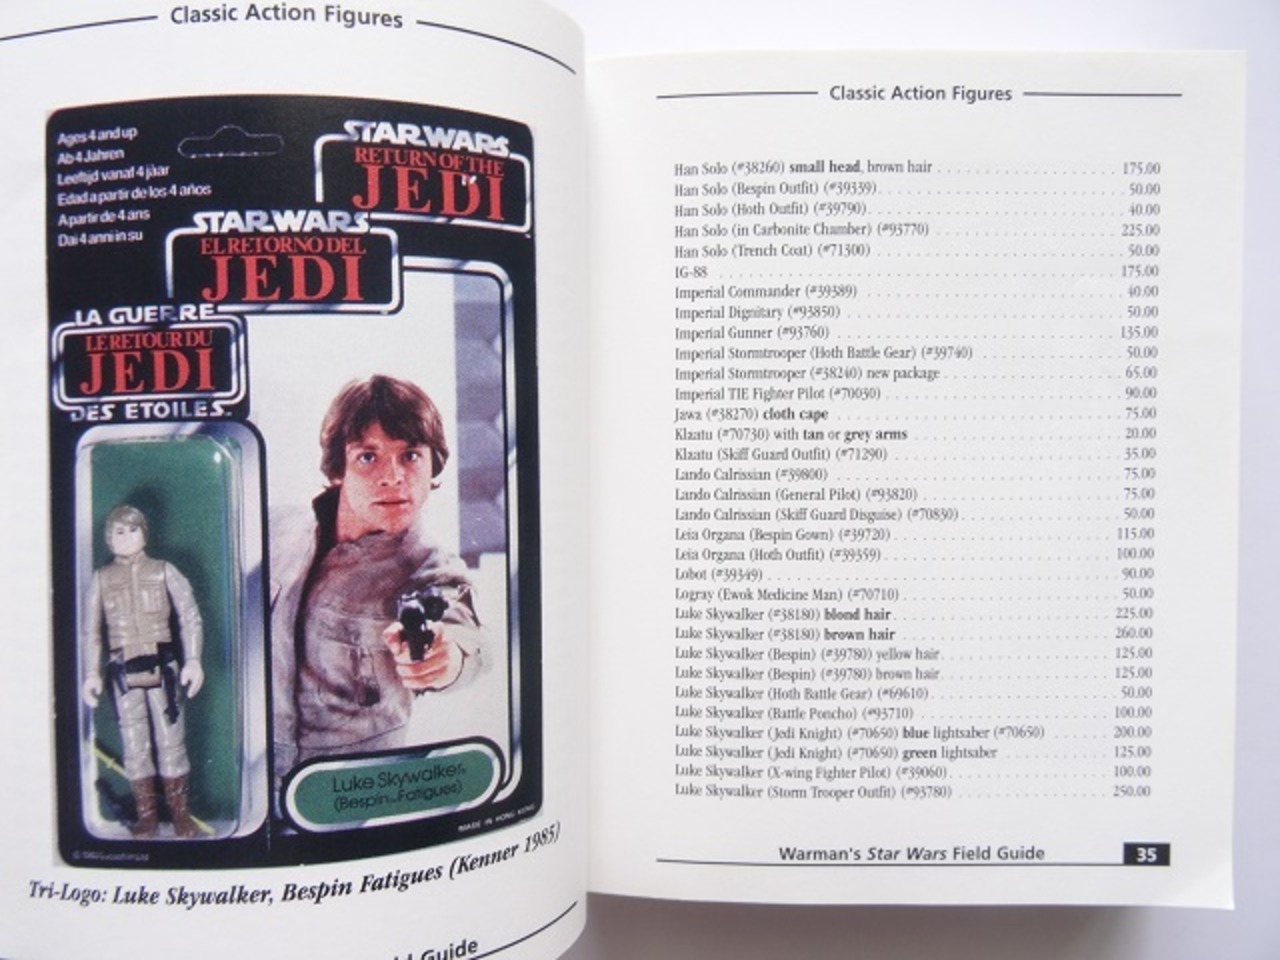 Classic Action Figures
Ages 4 and up
Ab 4 Jahren
Leeftijd vanaf 4 jaar
Edad a partir de los 4 años
A partir de 4 ans
Dai 4 anni in su
STAR WARS
RETURN OF THE
JEDI
STAR WARS
EL RETORNO DEL
JEDI
LA GUERRE
LE RETOUR DU
JEDI
DES ETOILES
Luke Skywalker
(Bespin Fatigues)
MADE IN HONG KONG
Tri-Logo: Luke Skywalker, Bespin Fatigues (Kenner 1985)
Guide
Classic Action Figures
Han Solo (#38260) small head, brown hair . . . . . 175.00
Han Solo (Bespin Outfit) (#39339) . . . . . 50.00
Han Solo (Hoth Outfit) (#39790) . . . . . 40.00
Han Solo (in Carbonite Chamber) (#93770) . . . . . 225.00
Han Solo (Trench Coat) (#71300) . . . . . 50.00
IG-88 . . . . . 175.00
Imperial Commander (#39389) . . . . . 40.00
Imperial Dignitary (#93850) . . . . . 50.00
Imperial Gunner (#93760) . . . . . 135.00
Imperial Stormtrooper (Hoth Battle Gear) (#39740) . . . . . 50.00
Imperial Stormtrooper (#38240) new package . . . . . 65.00
Imperial TIE Fighter Pilot (#70030) . . . . . 90.00
Jawa (#38270) cloth cape . . . . . 75.00
Klaatu (#70730) with tan or grey arms . . . . . 20.00
Klaatu (Skiff Guard Outfit) (#71290) . . . . . 35.00
Lando Calrissian (#39800) . . . . . 75.00
Lando Calrissian (General Pilot) (#93820) . . . . . 75.00
Lando Calrissian (Skiff Guard Disguise) (#70830) . . . . . 50.00
Leia Organa (Bespin Gown) (#39720) . . . . . 115.00
Leia Organa (Hoth Outfit) (#39359) . . . . . 100.00
Lobot (#39349) . . . . . 90.00
Logray (Ewok Medicine Man) (#70710) . . . . . 50.00
Luke Skywalker (#38180) blond hair . . . . . 225.00
Luke Skywalker (#38180) brown hair . . . . . 260.00
Luke Skywalker (Bespin) (#39780) yellow hair . . . . . 125.00
Luke Skywalker (Bespin) (#39780) brown hair . . . . . 125.00
Luke Skywalker (Hoth Battle Gear) (#69610) . . . . . 50.00
Luke Skywalker (Battle Poncho) (#93710) . . . . . 100.00
Luke Skywalker (Jedi Knight) (#70650) blue lightsaber (#70650) . . . . . 200.00
Luke Skywalker (Jedi Knight) (#70650) green lightsaber . . . . . 125.00
Luke Skywalker (X-wing Fighter Pilot) (#39060) . . . . . 100.00
Luke Skywalker (Storm Trooper Outfit) (#93780) . . . . . 250.00
Warman's Star Wars Field Guide 35